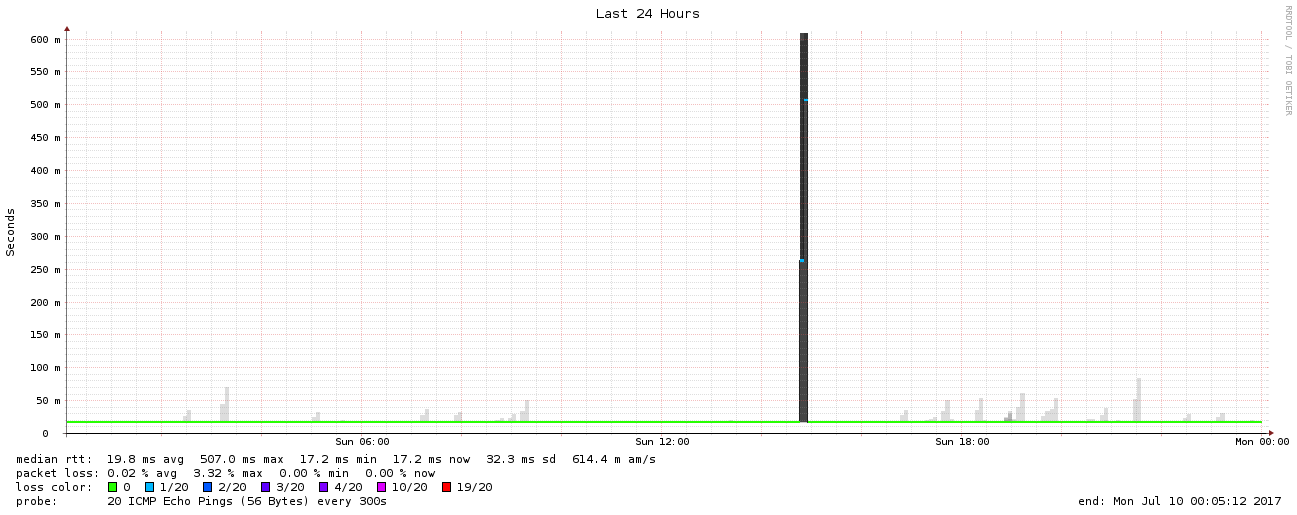 Last 24 Hours
RRDTOOL / TOBI OETIKER
600 m
550 m
500 m
450 m
400 m
350 m
300 m
250 m
200 m
150 m
100 m
50 m
0
Seconds
Sun 06:00 Sun 12:00 Sun 18:00 Mon 00:00
median rtt: 19.8 ms avg 507.0 ms max 17.2 ms min 17.2 ms now 32.3 ms sd 614.4 m am/s
packet loss: 0.02 % avg 3.32 % max 0.00 % min 0.00 % now
loss color: 0 1/20 2/20 3/20 4/20 10/20 19/20
probe: 20 ICMP Echo Pings (56 Bytes) every 300s end: Mon Jul 10 00:05:12 2017